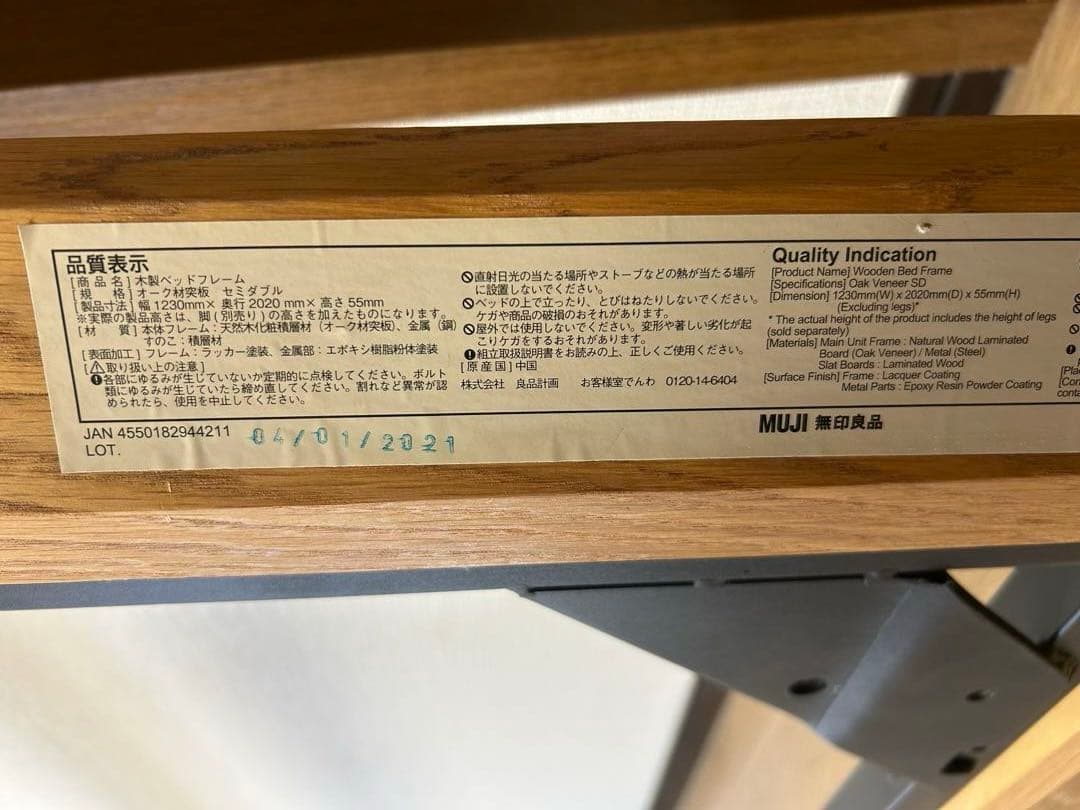 品質表示
[商 品 名] 木製ベッドフレーム
[規　　格] オーク材突板　セミダブル
[製品寸法] 幅 1230mm× 奥行 2020 mm× 高さ 55mm
※実際の製品高さは、脚(別売り)の高さを加えたものになります。
[材　　質] 本体フレーム：天然木化粧積層材（オーク材突板）、金属（鋼）
すのこ：積層材
[表面加工] フレーム：ラッカー塗装、金属部：エポキシ樹脂粉体塗装
[⚠取り扱い上の注意]
各部にゆるみが生じていないか定期的に点検してください。ボルト
類にゆるみが生じていたら締め直してください。割れなど異常が認
められたら、使用を中止してください。
直射日光の当たる場所やストーブなどの熱が当たる場所
に設置しないでください。
ベッドの上で立ったり、とびはねたりしないでください。
ケガや商品の破損のおそれがあります。
屋外では使用しないでください。変形や著しい劣化が起
こりケガをするおそれがあります。
組立取扱説明書をお読みの上、正しくご使用ください。
[原 産 国] 中国
株式会社　良品計画　　お客様室でんわ　0120-14-6404
Quality Indication
[Product Name] Wooden Bed Frame
[Specifications] Oak Veneer SD
[Dimension] 1230mm(W) x 2020mm(D) x 55mm(H)
(Excluding legs)*
* The actual height of the product includes the height of legs
(sold separately)
[Materials] Main Unit Frame : Natural Wood Laminated
Board (Oak Veneer) / Metal (Steel)
Slat Boards : Laminated Wood
[Surface Finish] Frame : Lacquer Coating
Metal Parts : Epoxy Resin Powder Coating
JAN 4550182944211
LOT.
04/01/2021
MUJI 無印良品